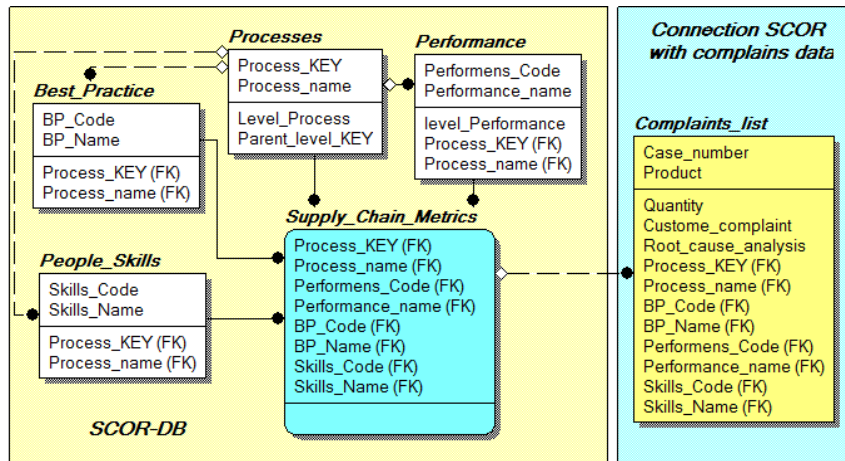 Processes
Process_KEY
Process_name
Level_Process
Parent_level_KEY
Performance
Performens_Code
Performance_name
level_Performance
Process_KEY (FK)
Process_name (FK)
Connection SCOR
with complains data
Best_Practice
BP_Code
BP_Name
Process_KEY (FK)
Process_name (FK)
Complaints_list
Case_number
Product
Quantity
Custome_complaint
Root_cause_analysis
Process_KEY (FK)
Process_name (FK)
BP_Code (FK)
BP_Name (FK)
Performens_Code (FK)
Performance_name (FK)
Skills_Code (FK)
Skills_Name (FK)
Supply_Chain_Metrics
Process_KEY (FK)
Process_name (FK)
Performens_Code (FK)
Performance_name (FK)
BP_Code (FK)
BP_Name (FK)
Skills_Code (FK)
Skills_Name (FK)
People_Skills
Skills_Code
Skills_Name
Process_KEY (FK)
Process_name (FK)
SCOR-DB